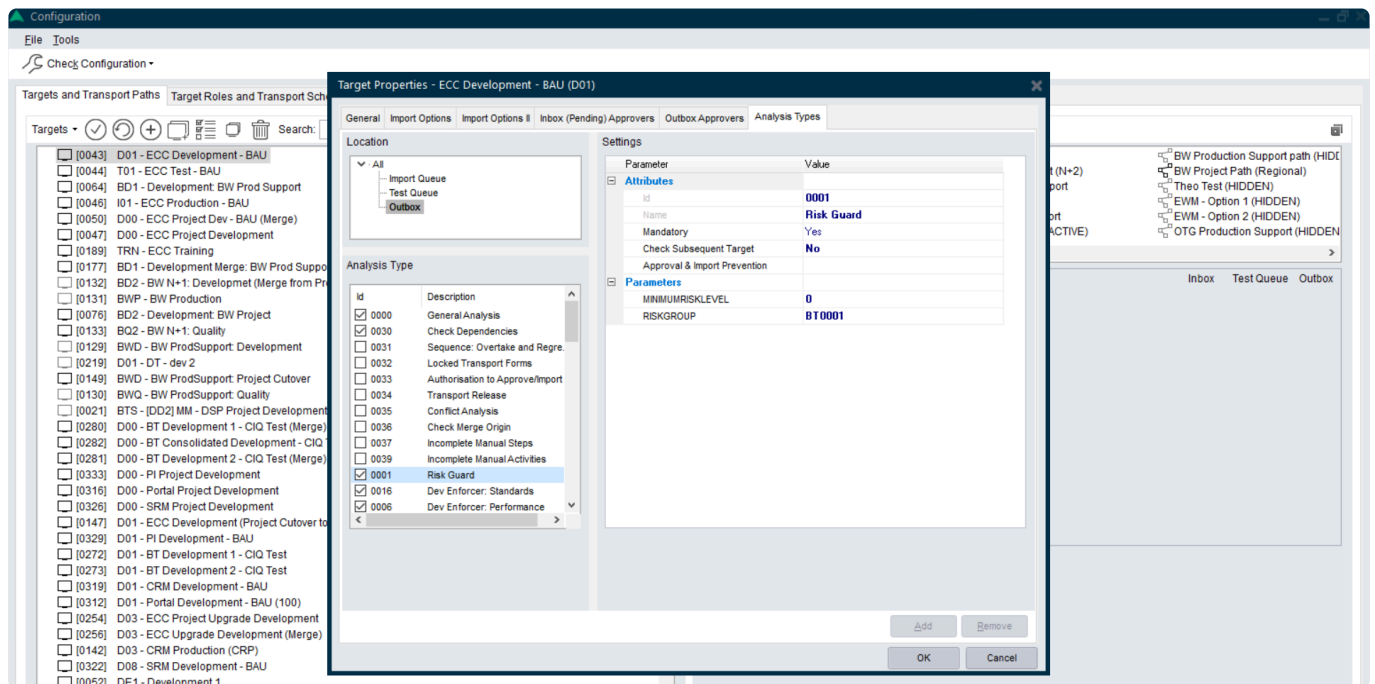 Configuration
File Tools
Check Configuration
Targets and Transport Paths Target Roles and Transport Sch
Targets Search:
[0043] D01 - ECC Development - BAU
[0044] T01 - ECC Test - BAU
[0064] BD1 - Development: BW Prod Support
[0046] I01 - ECC Production - BAU
[0050] D00 - ECC Project Dev - BAU (Merge)
[0047] D00 - ECC Project Development
[0189] TRN - ECC Training
[0177] BD1 - Development Merge: BW Prod Suppo
[0132] BD2 - BW N+1: Developmet (Merge from Pr
[0131] BWP - BW Production
[0076] BD2 - Development: BW Project
[0133] BQ2 - BW N+1: Quality
[0129] BWD - BW ProdSupport: Development
[0219] D01 - DT - dev 2
[0149] BWD - BW ProdSupport: Project Cutover
[0130] BWQ - BW ProdSupport: Quality
[0021] BTS - [DD2] MM - DSP Project Development
[0280] D00 - BT Development 1 - CIQ Test (Merge)
[0282] D00 - BT Consolidated Development - CIQ
[0281] D00 - BT Development 2 - CIQ Test (Merge)
[0333] D00 - PI Project Development
[0316] D00 - Portal Project Development
[0326] D00 - SRM Project Development
[0147] D01 - ECC Development (Project Cutover to
[0329] D01 - PI Development - BAU
[0272] D01 - BT Development 1 - CIQ Test
[0273] D01 - BT Development 2 - CIQ Test
[0319] D01 - CRM Development - BAU
[0312] D01 - Portal Development - BAU (100)
[0254] D03 - ECC Project Upgrade Development
[0256] D03 - ECC Upgrade Development (Merge)
[0142] D03 - CRM Production (CRP)
[0322] D08 - SRM Development - BAU
[0052] DE1 - Development 1
Target Properties - ECC Development - BAU (D01)
General Import Options Import Options II Inbox (Pending) Approvers Outbox Approvers Analysis Types
Location
All
Import Queue
Test Queue
Outbox
Analysis Type
Id Description
0000 General Analysis
0030 Check Dependencies
0031 Sequence: Overtake and Regre.
0032 Locked Transport Forms
0033 Authorisation to Approve/Import
0034 Transport Release
0035 Conflict Analysis
0036 Check Merge Origin
0037 Incomplete Manual Steps
0039 Incomplete Manual Activities
0001 Risk Guard
0016 Dev Enforcer: Standards
0006 Dev Enforcer: Performance
Settings
Parameter Value
Attributes
Id 0001
Name Risk Guard
Mandatory Yes
Check Subsequent Target No
Approval & Import Prevention
Parameters
MINIMUMRISKLEVEL 0
RISKGROUP BT0001
Add Remove
OK Cancel
BW Production Support path (HIDE
t (N+2) BW Project Path (Regional)
port Theo Test (HIDDEN)
EWM - Option 1 (HIDDEN)
ort EWM - Option 2 (HIDDEN)
ACTIVE) OTG Production Support (HIDDEN
Inbox Test Queue Outbox